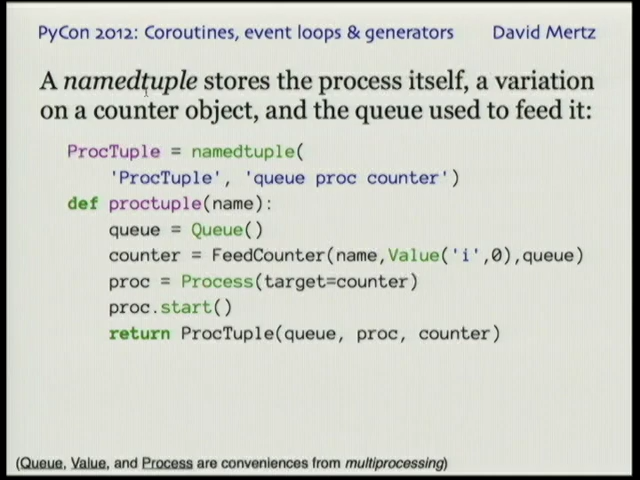 PyCon 2012: Coroutines, event loops & generators David Mertz
A namedtuple stores the process itself, a variation
on a counter object, and the queue used to feed it:
ProcTuple = namedtuple(
'ProcTuple', 'queue proc counter')
def proctuple(name):
queue = Queue()
counter = FeedCounter(name,Value('i',0),queue)
proc = Process(target=counter)
proc.start()
return ProcTuple(queue, proc, counter)
(Queue, Value, and Process are conveniences from multiprocessing)